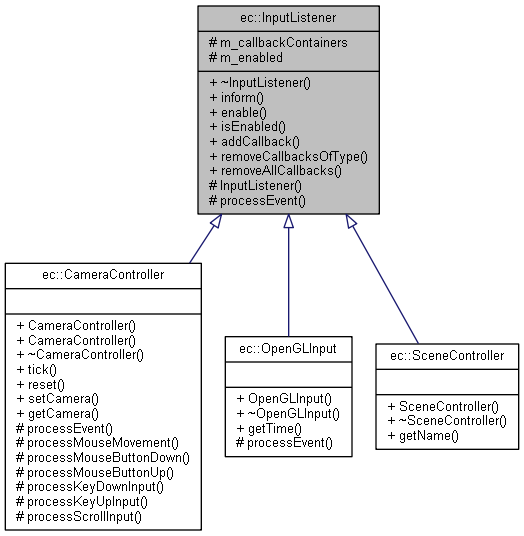 ec::InputListener
# m_callbackContainers
# m_enabled
+ ~InputListener()
+ inform()
+ enable()
+ isEnabled()
+ addCallback()
+ removeCallbacksOfType()
+ removeAllCallbacks()
# InputListener()
# processEvent()
ec::CameraController
+ CameraController()
+ CameraController()
+ ~CameraController()
+ tick()
+ reset()
+ setCamera()
+ getCamera()
# processEvent()
# processMouseMovement()
# processMouseButtonDown()
# processMouseButtonUp()
# processKeyDownInput()
# processKeyUpInput()
# processScrollInput()
ec::OpenGLInput
+ OpenGLInput()
+ ~OpenGLInput()
+ getTime()
# processEvent()
ec::SceneController
+ SceneController()
+ ~SceneController()
+ getName()